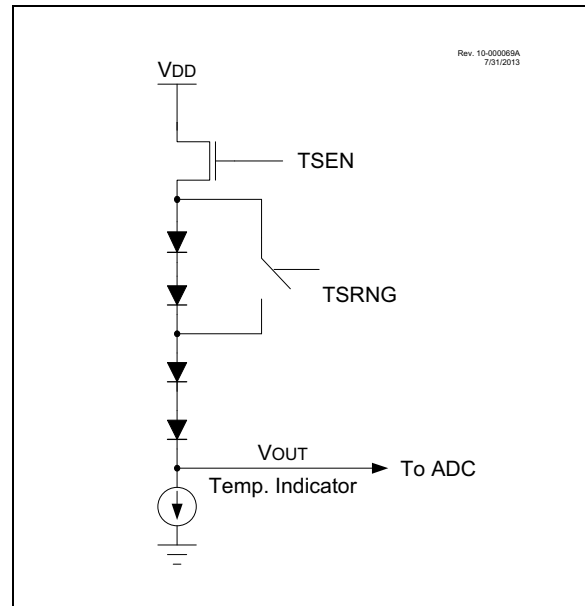 Rev. 10-000069A
7/31/2013
VDD
TSEN
TSRNG
VOUT
To ADC
Temp. Indicator